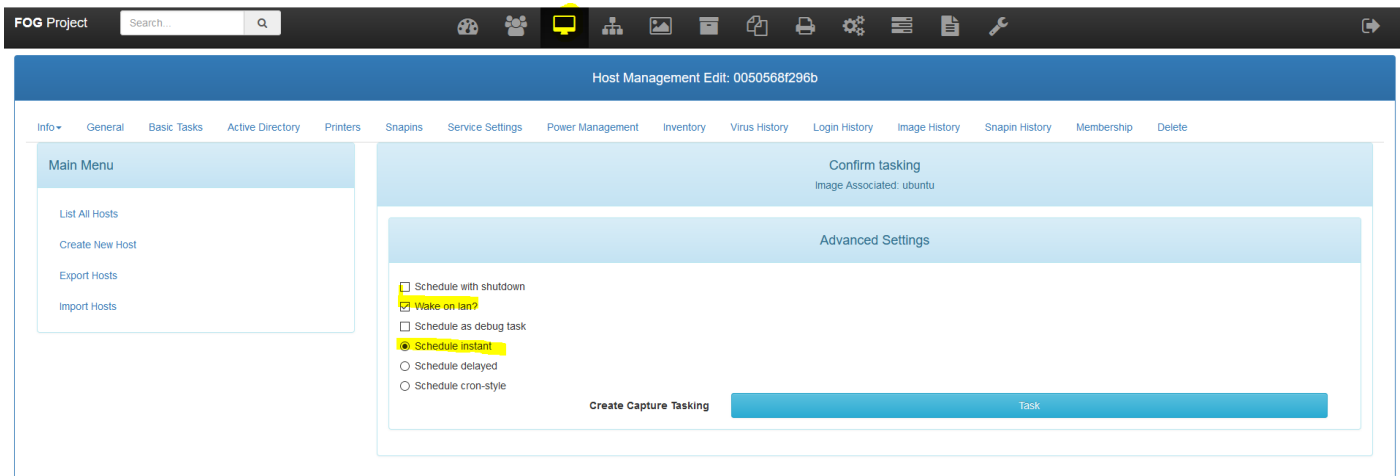 FOG Project Search...
Host Management Edit: 0050568f296b
Info General Basic Tasks Active Directory Printers Snapins Service Settings Power Management Inventory Virus History Login History Image History Snapin History Membership Delete
Main Menu
List All Hosts
Create New Host
Export Hosts
Import Hosts
Confirm tasking
Image Associated: ubuntu
Advanced Settings
Schedule with shutdown
Wake on lan?
Schedule as debug task
Schedule instant
Schedule delayed
Schedule cron-style
Create Capture Tasking Task